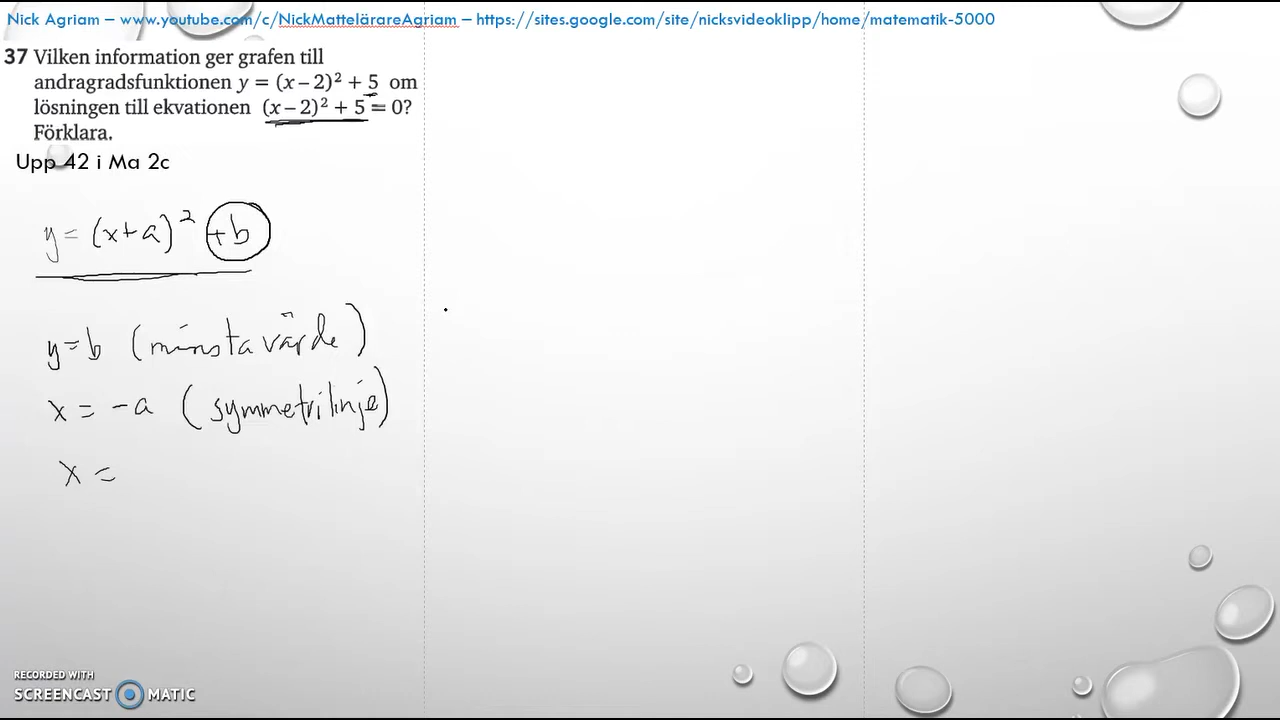 Nick Agriam – www.youtube.com/c/NickMattelärareAgriam – https://sites.google.com/site/nicksvideoklipp/home/matematik-5000
37 Vilken information ger grafen till
andragradsfunktionen y = (x – 2)² + 5 om
lösningen till ekvationen (x – 2)² + 5 = 0?
Förklara.
Upp 42 i Ma 2c
y = (x+a)² + b
y = b (minsta värde)
x = -a (symmetrilinje)
x =
RECORDED WITH
SCREENCAST MATIC